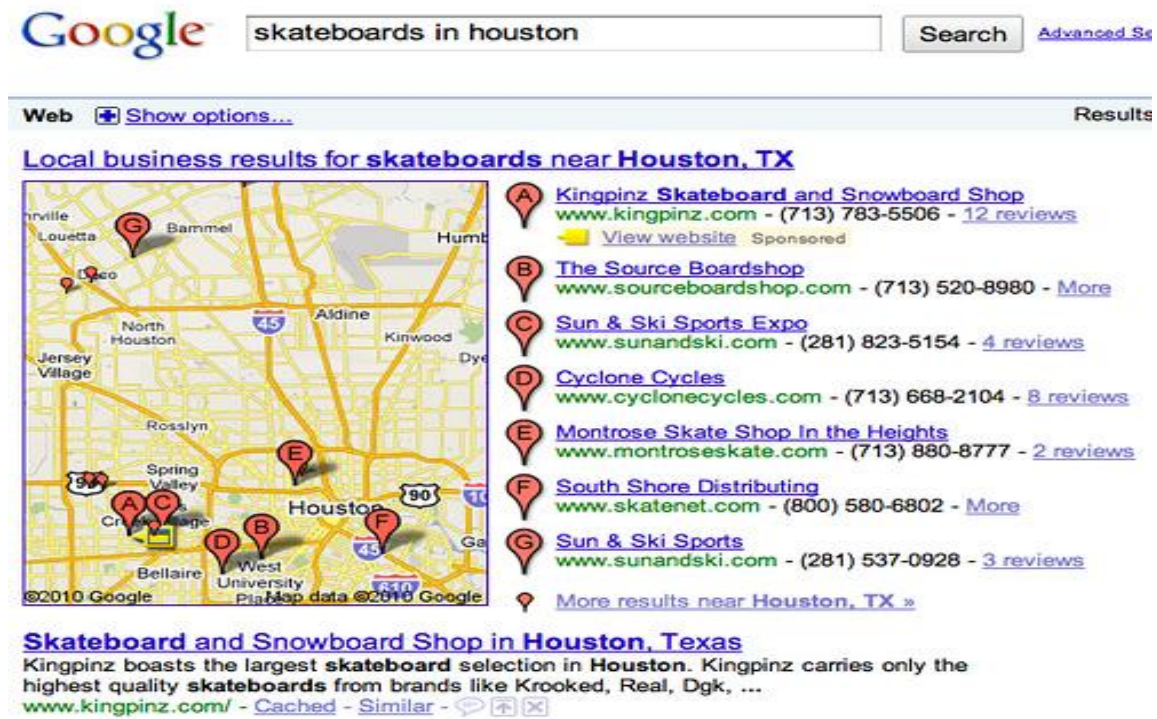 Google skateboards in houston Search Advanced Se
Web Show options... Results
Local business results for skateboards near Houston, TX
A Kingpinz Skateboard and Snowboard Shop
www.kingpinz.com - (713) 783-5506 - 12 reviews
View website Sponsored
B The Source Boardshop
www.sourceboardshop.com - (713) 520-8980 - More
C Sun & Ski Sports Expo
www.sunandski.com - (281) 823-5154 - 4 reviews
D Cyclone Cycles
www.cyclonecycles.com - (713) 668-2104 - 8 reviews
E Montrose Skate Shop In the Heights
www.montroseskate.com - (713) 880-8777 - 2 reviews
F South Shore Distributing
www.skatenet.com - (800) 580-6802 - More
G Sun & Ski Sports
www.sunandski.com - (281) 537-0928 - 3 reviews
More results near Houston, TX »
rville
G
Bammel
Louetta
Humb
45
Aldine
North
Houston
Kinwood
Jersey
Village
Dye
Rosslyn
E
Spring
Valley
90
10
A C
Houston
F
B
D
45
Ga
Bellaire
West
University
610
©2010 Google
Map data ©2010 Google
Skateboard and Snowboard Shop in Houston, Texas
Kingpinz boasts the largest skateboard selection in Houston. Kingpinz carries only the
highest quality skateboards from brands like Krooked, Real, Dgk, ...
www.kingpinz.com/ - Cached - Similar -